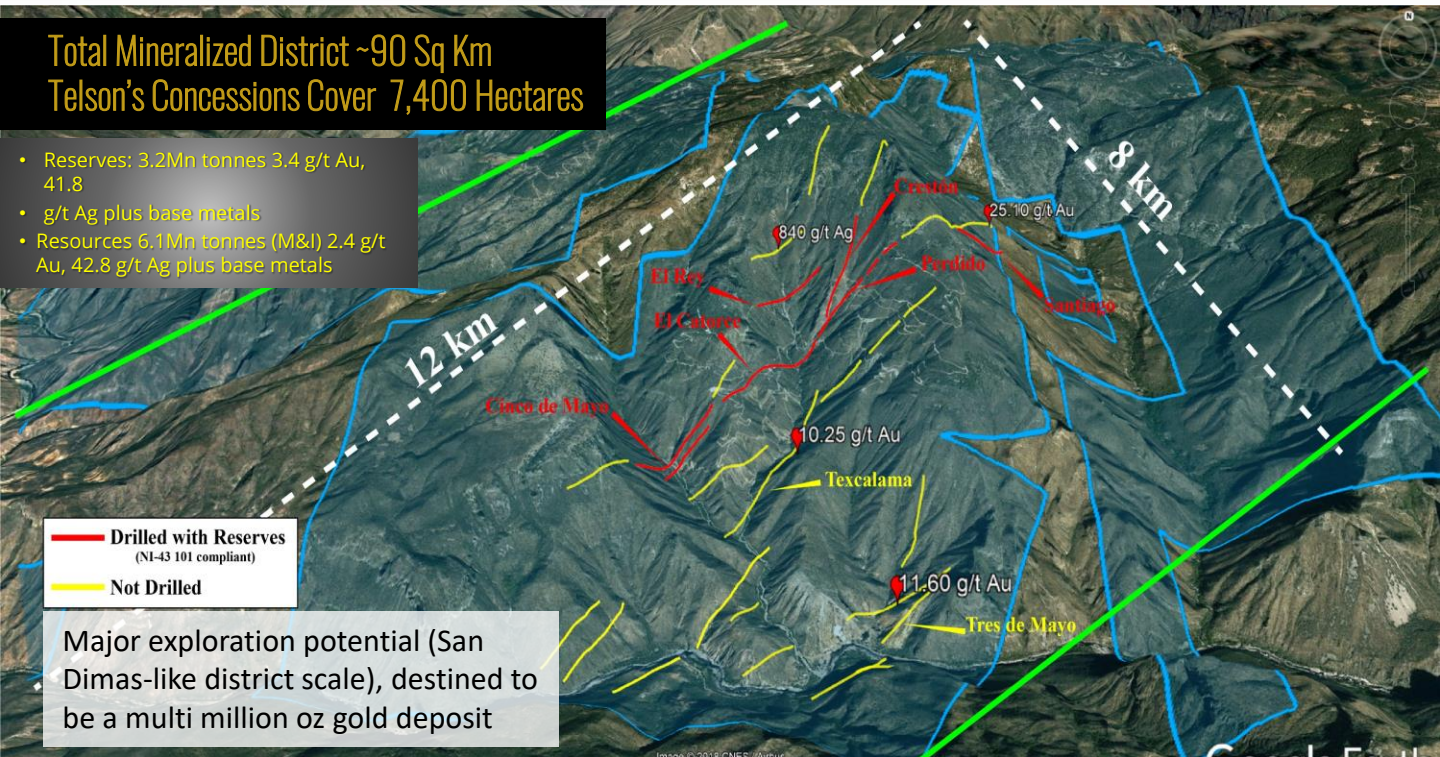 Total Mineralized District ~90 Sq Km
Telson's Concessions Cover 7,400 Hectares
• Reserves: 3.2Mn tonnes 3.4 g/t Au,
41.8
• g/t Ag plus base metals
• Resources 6.1Mn tonnes (M&I) 2.4 g/t
Au, 42.8 g/t Ag plus base metals
N
8 km
12 km
Crestón
25.10 g/t Au
840 g/t Ag
El Rey
Perdido
Santiago
El Catorce
Cinco de Mayo
10.25 g/t Au
Texcalama
11.60 g/t Au
Tres de Mayo
Drilled with Reserves
(N1-43 101 compliant)
Not Drilled
Major exploration potential (San
Dimas-like district scale), destined to
be a multi million oz gold deposit